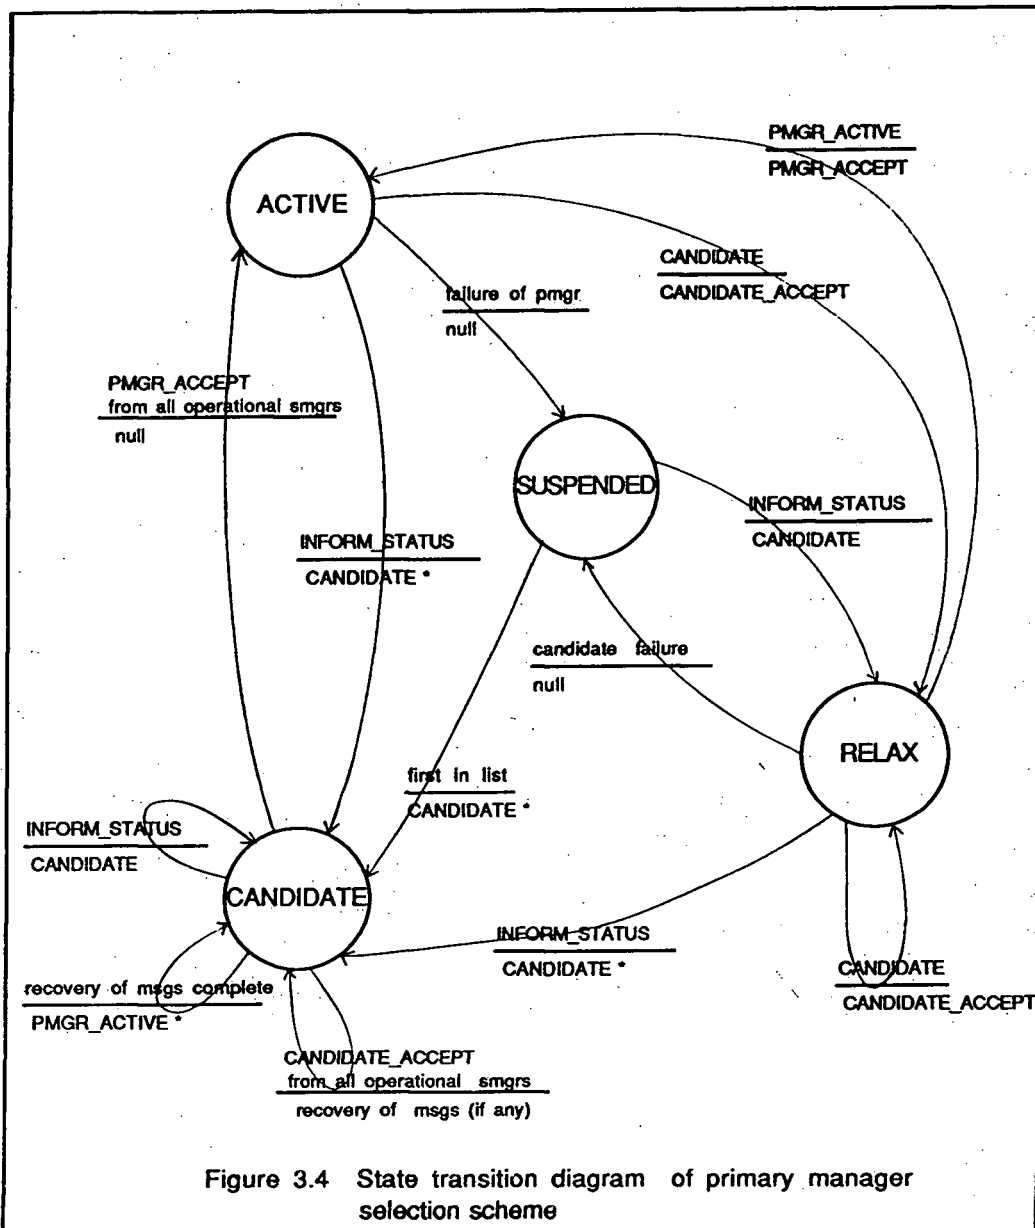 PMGR_ACTIVE
PMGR_ACCEPT
ACTIVE
CANDIDATE
CANDIDATE_ACCEPT
failure of pmgr
null
PMGR_ACCEPT
from all operational smgrs
null
SUSPENDED
INFORM_STATUS
CANDIDATE
INFORM_STATUS
CANDIDATE *
candidate failure
null
RELAX
first in list
CANDIDATE *
INFORM_STATUS
CANDIDATE
CANDIDATE
INFORM_STATUS
CANDIDATE *
CANDIDATE
CANDIDATE_ACCEPT
recovery of msgs complete
PMGR_ACTIVE *
CANDIDATE_ACCEPT
from all operational smgrs
recovery of msgs (if any)
Figure 3.4 State transition diagram of primary manager
selection scheme